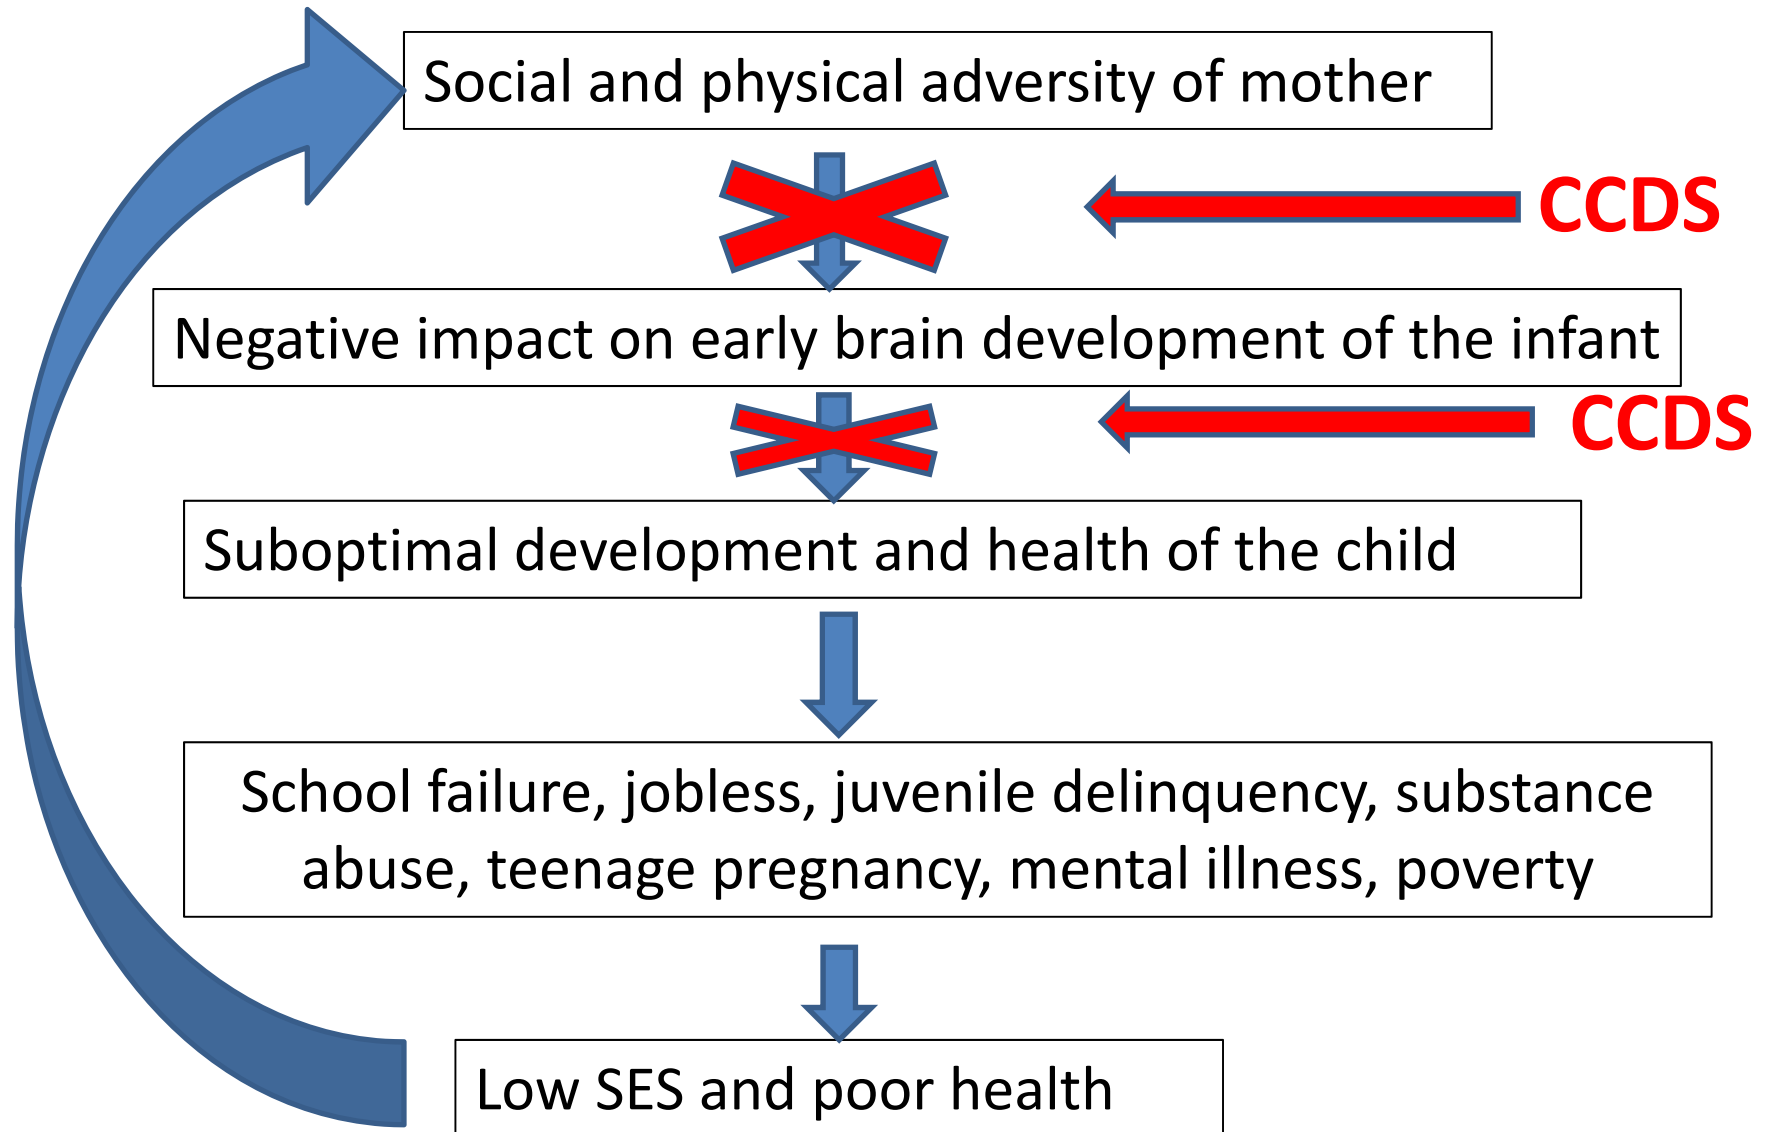 Social and physical adversity of mother
CCDS
Negative impact on early brain development of the infant
CCDS
Suboptimal development and health of the child
School failure, jobless, juvenile delinquency, substance
abuse, teenage pregnancy, mental illness, poverty
Low SES and poor health